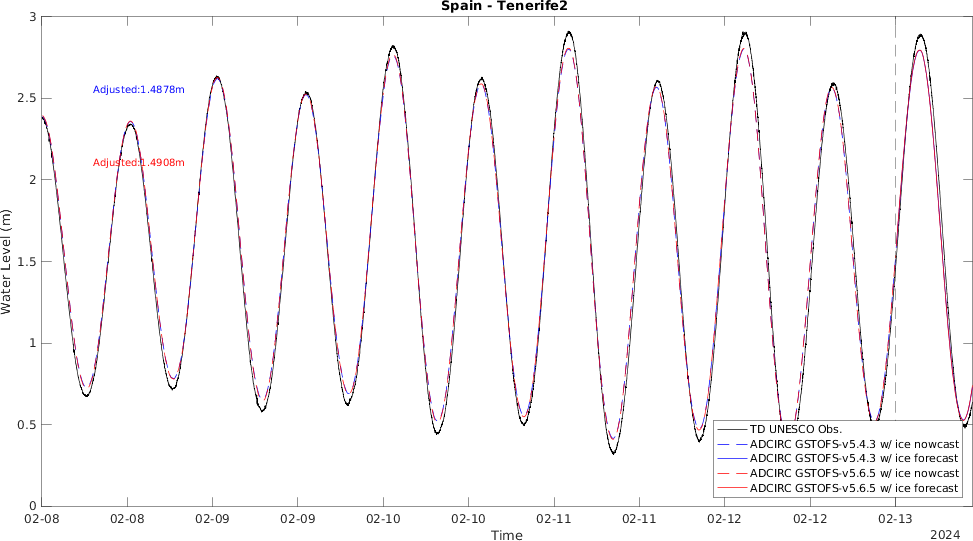 Spain - Tenerife2
3
2.5
2
1.5
1
0.5
0
Water Level (m)
Adjusted:1.4878m
Adjusted:1.4908m
TD UNESCO Obs.
ADCIRC GSTOFS-v5.4.3 w/ ice nowcast
ADCIRC GSTOFS-v5.4.3 w/ ice forecast
ADCIRC GSTOFS-v5.6.5 w/ ice nowcast
ADCIRC GSTOFS-v5.6.5 w/ ice forecast
02-08 02-08 02-09 02-09 02-10 02-10 02-11 02-11 02-12 02-12 02-13
Time
2024